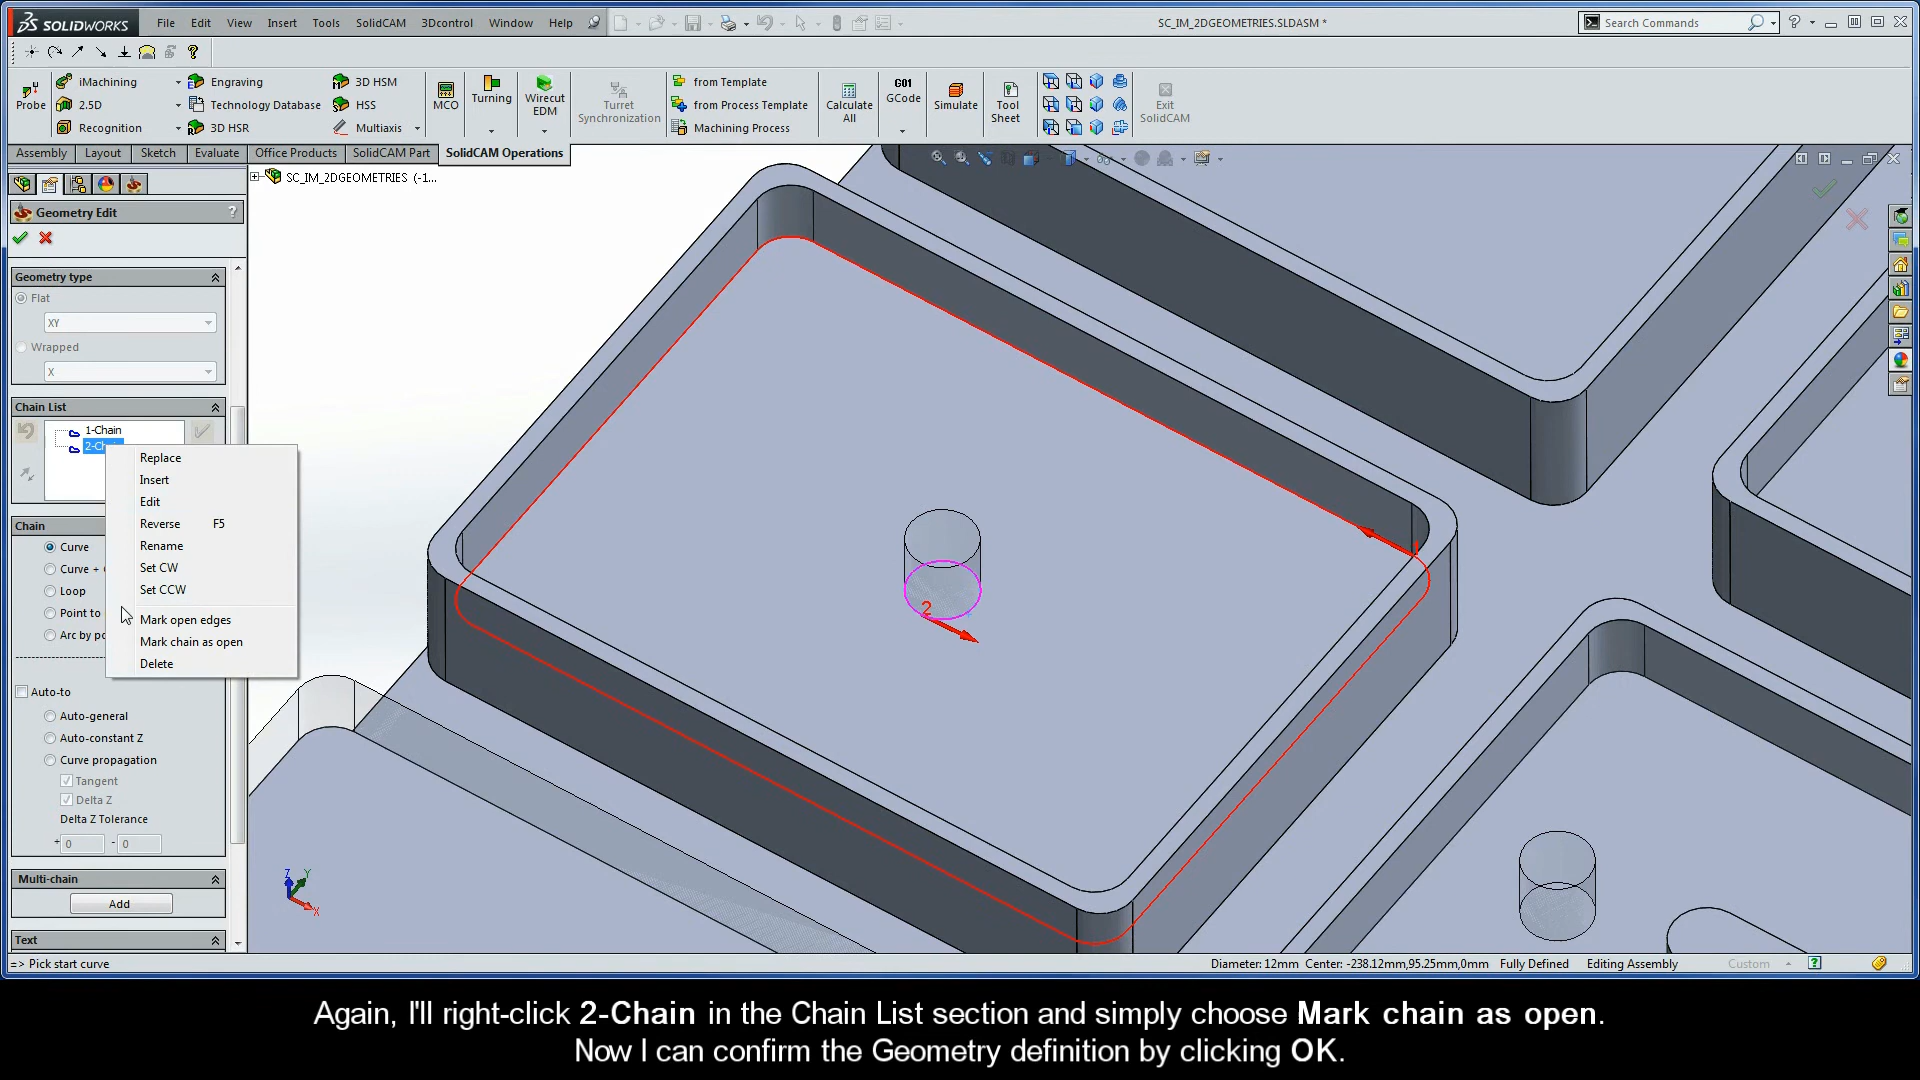 SOLIDWORKS File Edit View Insert Tools SolidCAM 3Dcontrol Window Help SC_IM_2DGEOMETRIES.SLDASM * Search Commands
Probe iMachining 2.5D Recognition Engraving Technology Database 3D HSR 3D HSM HSS Multiaxis MCO Turning Wirecut EDM Turret Synchronization from Template from Process Template Machining Process Calculate All G01 GCode Simulate Tool Sheet Exit SolidCAM
Assembly Layout Sketch Evaluate Office Products SolidCAM Part SolidCAM Operations
SC_IM_2DGEOMETRIES (-1...
Geometry Edit ?
Geometry type
Flat
XY
Wrapped
X
Chain List
1-Chain
Replace
Insert
Edit
Reverse F5
Rename
Set CW
Set CCW
Mark open edges
Mark chain as open
Delete
Chain
Curve
Curve +
Loop
Point to
Arc by
Auto-to
Auto-general
Auto-constant Z
Curve propagation
Tangent
Delta Z
Delta Z Tolerance
+ 0 - 0
Multi-chain
Add
Text
2
Z Y X
=> Pick start curve Diameter: 12mm Center: -238.12mm,95.25mm,0mm Fully Defined Editing Assembly Custom
Again, I'll right-click 2-Chain in the Chain List section and simply choose Mark chain as open.
Now I can confirm the Geometry definition by clicking OK.